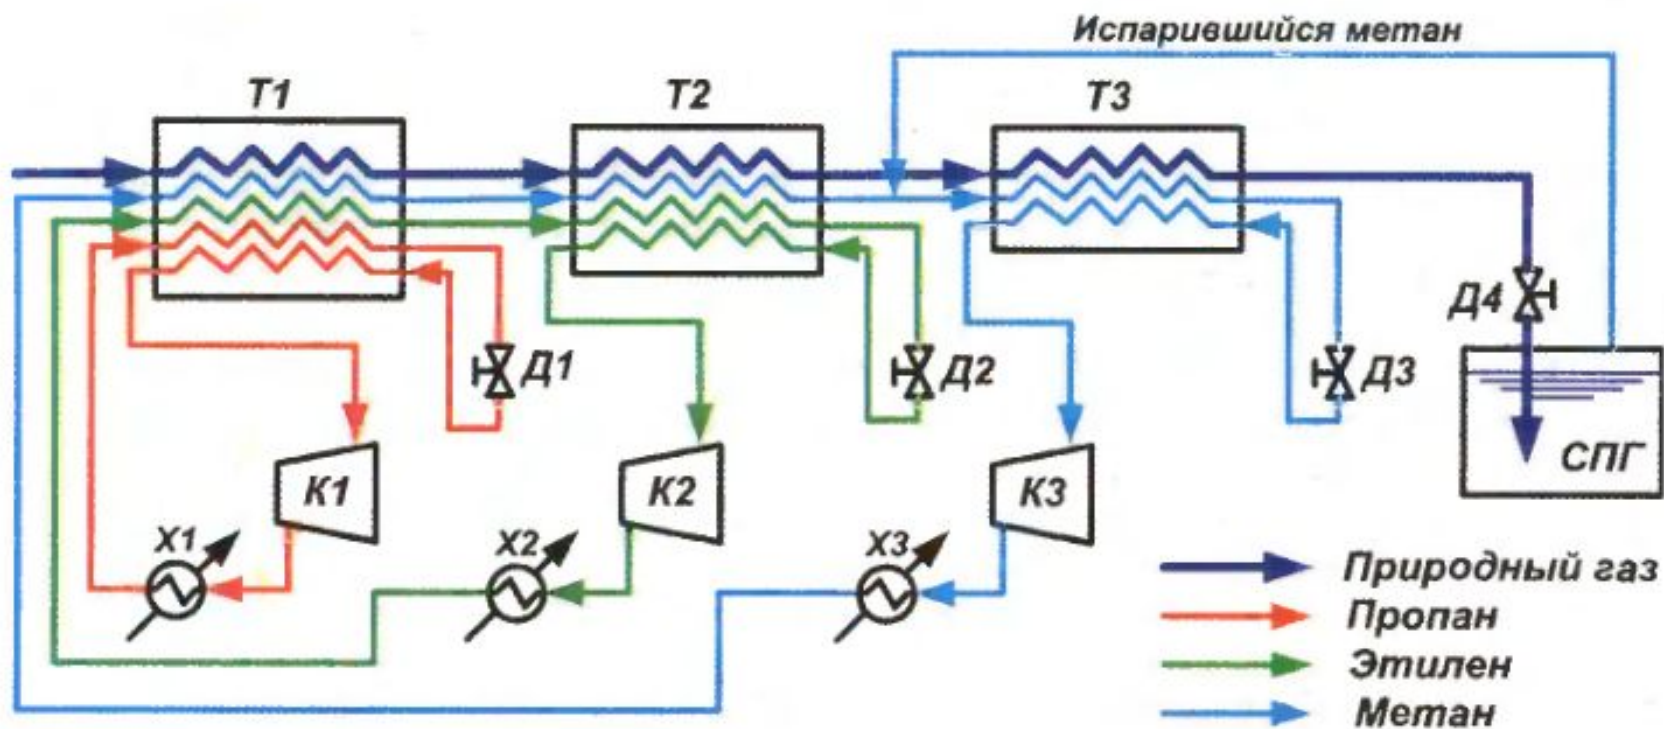 Испарившийся метан
Т1
Т2
Т3
Д4
Д1
Д2
Д3
СПГ
К1
К2
К3
Х1
Х2
Х3
Природный газ
Пропан
Этилен
Метан